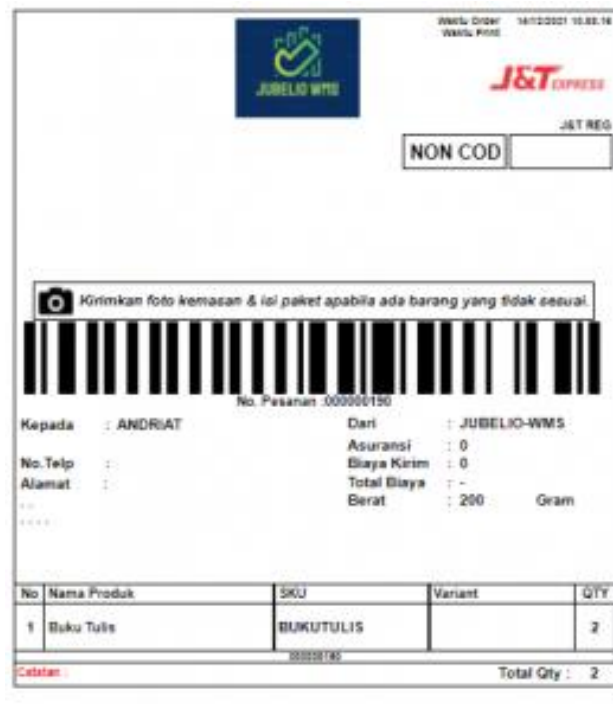 Waktu Order 14/12/2021 10.03.16
Waktu Print
JUBELIO WMS
J&T EXPRESS
J&T REG
NON COD
Kirimkan foto kemasan & isi paket apabila ada barang yang tidak sesuai.
No. Pesanan :000000190
Kepada : ANDRIAT Dari : JUBELIO-WMS
Asuransi : 0
No.Telp : Biaya Kirim : 0
Alamat : Total Biaya : -
Berat : 200 Gram
No Nama Produk SKU Variant QTY
1 Buku Tulis BUKUTULIS 2
000000190
Catatan : Total Qty : 2